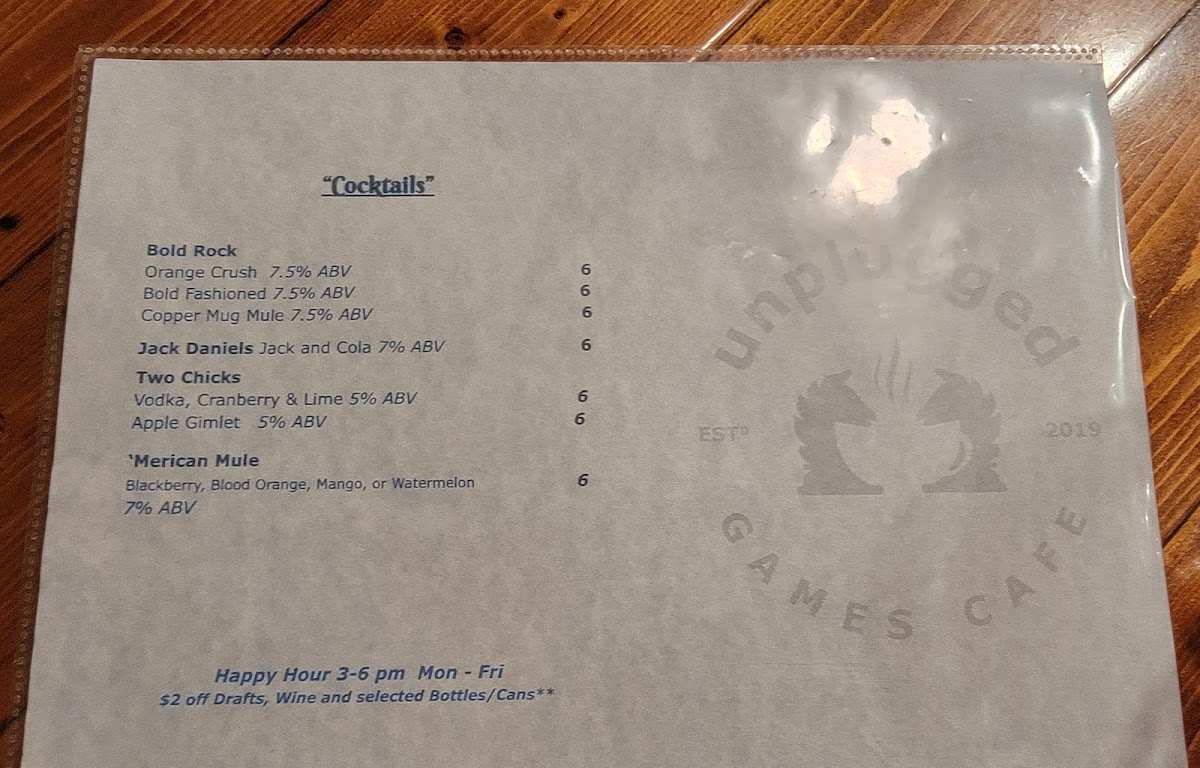 “Cocktails”
Bold Rock
Orange Crush 7.5% ABV 6
Bold Fashioned 7.5% ABV 6
Copper Mug Mule 7.5% ABV 6
Jack Daniels Jack and Cola 7% ABV 6
Two Chicks
Vodka, Cranberry & Lime 5% ABV 6
Apple Gimlet 5% ABV 6
‘Merican Mule
Blackberry, Blood Orange, Mango, or Watermelon 6
7% ABV
Happy Hour 3-6 pm Mon - Fri
$2 off Drafts, Wine and selected Bottles/Cans**
unplugged
ESTD 2019
GAMES CAFE